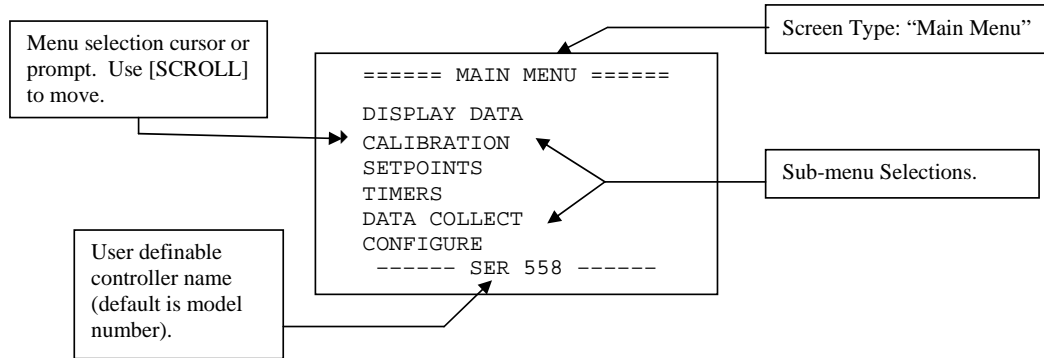 Menu selection cursor or
prompt.  Use [SCROLL]
to move.
Screen Type: “Main Menu”
====== MAIN MENU ======
DISPLAY DATA
CALIBRATION
SETPOINTS
TIMERS
DATA COLLECT
CONFIGURE
------ SER 558 ------
Sub-menu Selections.
User definable
controller name
(default is model
number).